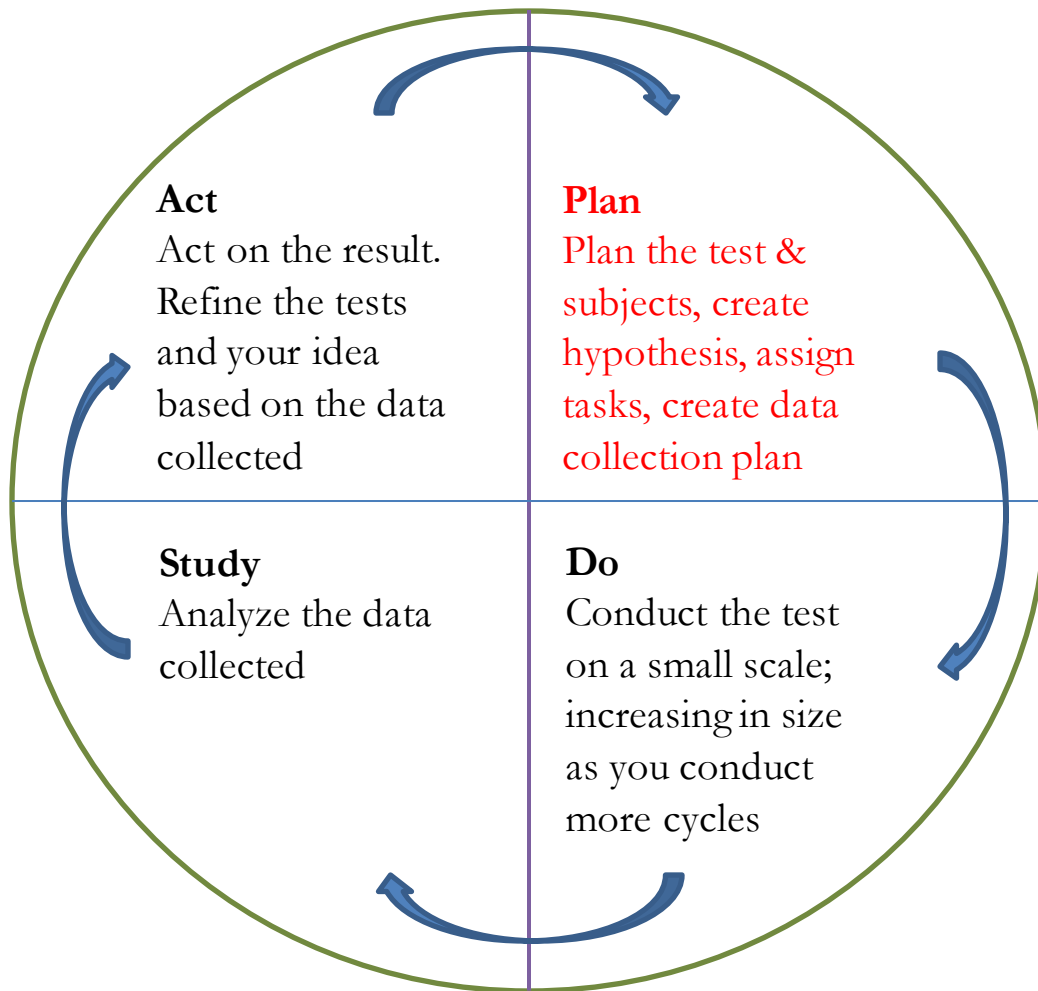 Act
Act on the result.
Refine the tests
and your idea
based on the data
collected
Plan
Plan the test &
subjects, create
hypothesis, assign
tasks, create data
collection plan
Study
Analyze the data
collected
Do
Conduct the test
on a small scale;
increasing in size
as you conduct
more cycles